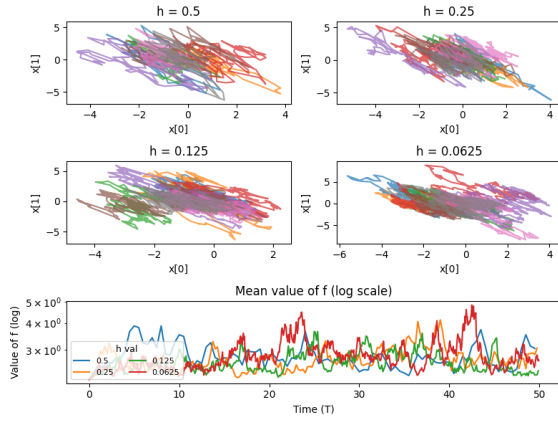 h = 0.5
h = 0.25
x[1]
5
0
−5
−4
−2
0
2
4
x[0]
x[1]
5
0
−5
−4
−2
0
2
4
x[0]
h = 0.125
h = 0.0625
x[1]
5
0
−5
−4
−2
0
2
x[0]
x[1]
5
0
−5
−6
−4
−2
0
2
4
x[0]
Mean value of f (log scale)
Value of f (log)
5 × 10⁰
4 × 10⁰
3 × 10⁰
h val
0.5
0.125
0.25
0.0625
0
10
20
30
40
50
Time (T)